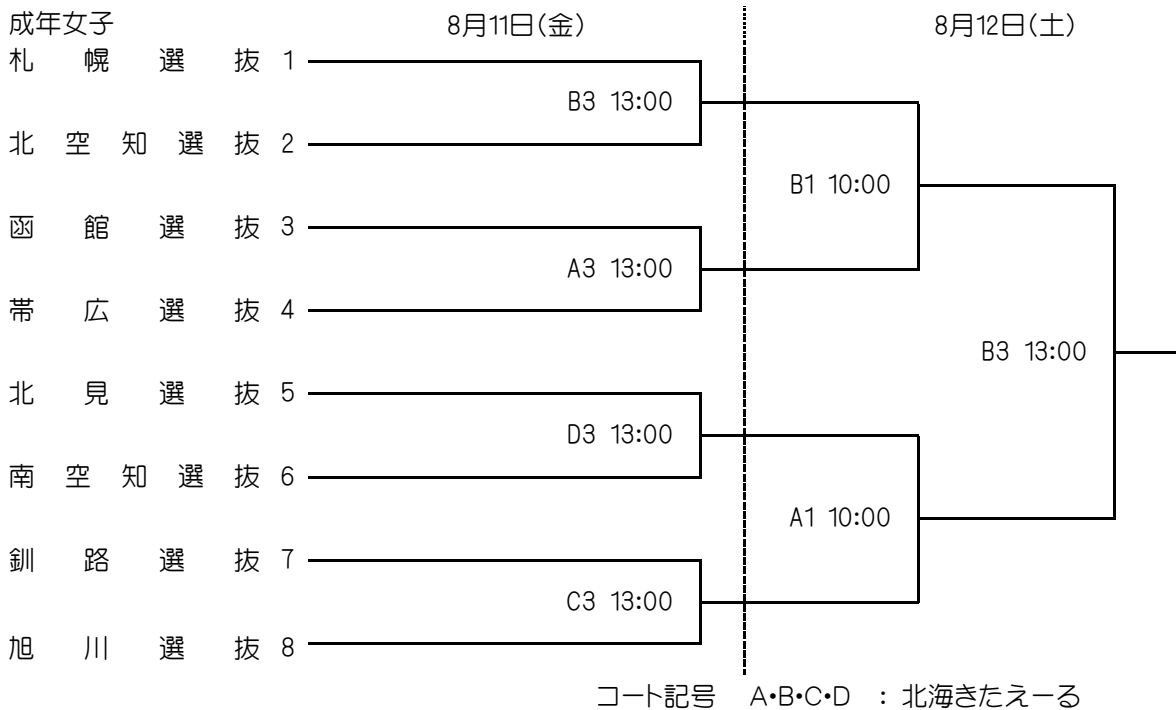 成年女子 8月11日(金) 8月12日(土)
札幌選抜 1
B3 13:00
北空知選抜 2
B1 10:00
函館選抜 3
A3 13:00
帯広選抜 4
B3 13:00
北見選抜 5
D3 13:00
南空知選抜 6
A1 10:00
釧路選抜 7
C3 13:00
旭川選抜 8
コート記号 A・B・C・D : 北海きたえーる